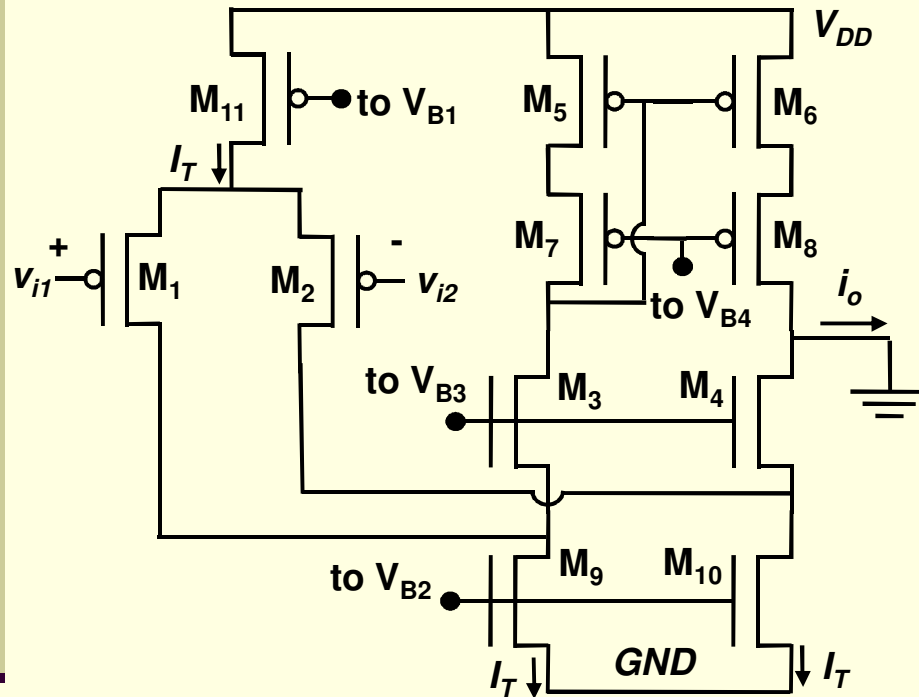 V_DD
M_11
to V_B1
M_5
M_6
I_T
+
v_i1
M_1
M_2
-
v_i2
M_7
M_8
to V_B4
i_o
to V_B3
M_3
M_4
to V_B2
M_9
M_10
I_T
GND
I_T